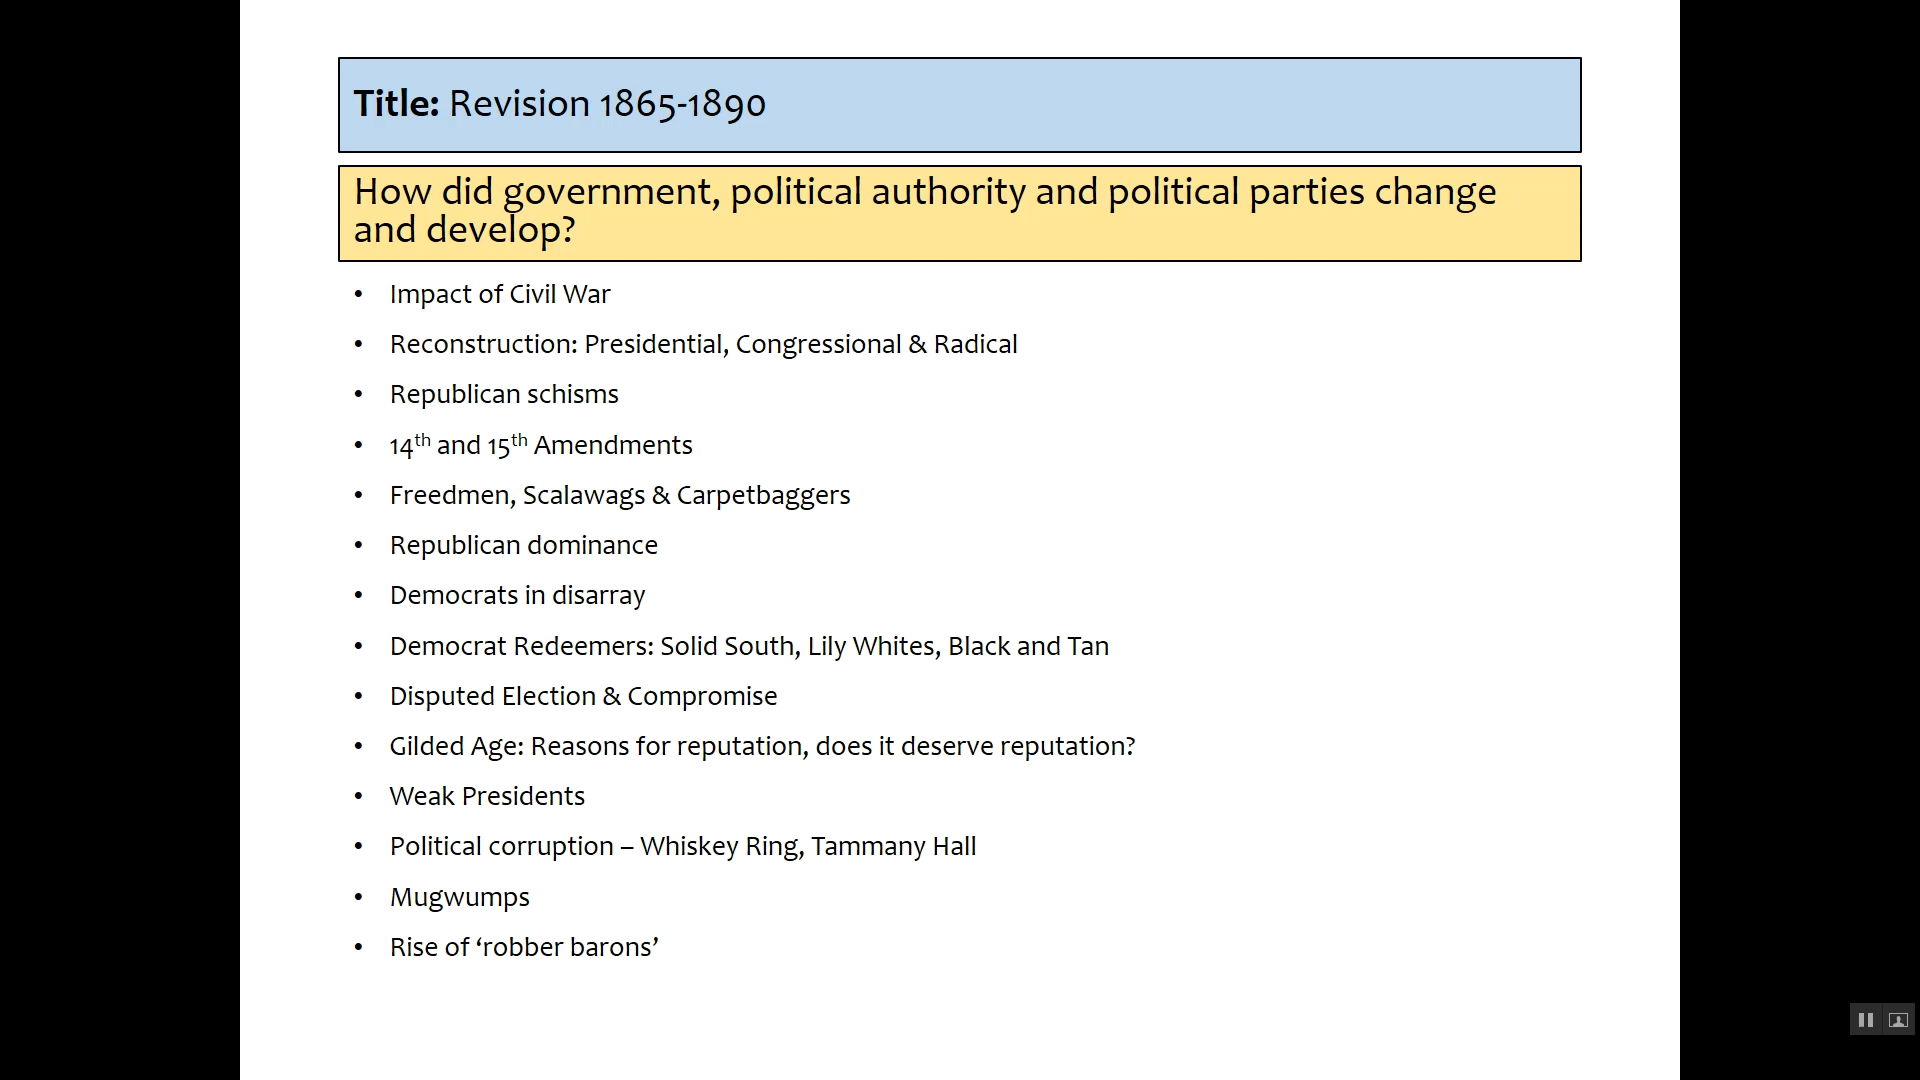 Title: Revision 1865-1890
How did government, political authority and political parties change
and develop?
• Impact of Civil War
• Reconstruction: Presidential, Congressional & Radical
• Republican schisms
• 14th and 15th Amendments
• Freedmen, Scalawags & Carpetbaggers
• Republican dominance
• Democrats in disarray
• Democrat Redeemers: Solid South, Lily Whites, Black and Tan
• Disputed Election & Compromise
• Gilded Age: Reasons for reputation, does it deserve reputation?
• Weak Presidents
• Political corruption – Whiskey Ring, Tammany Hall
• Mugwumps
• Rise of ‘robber barons’